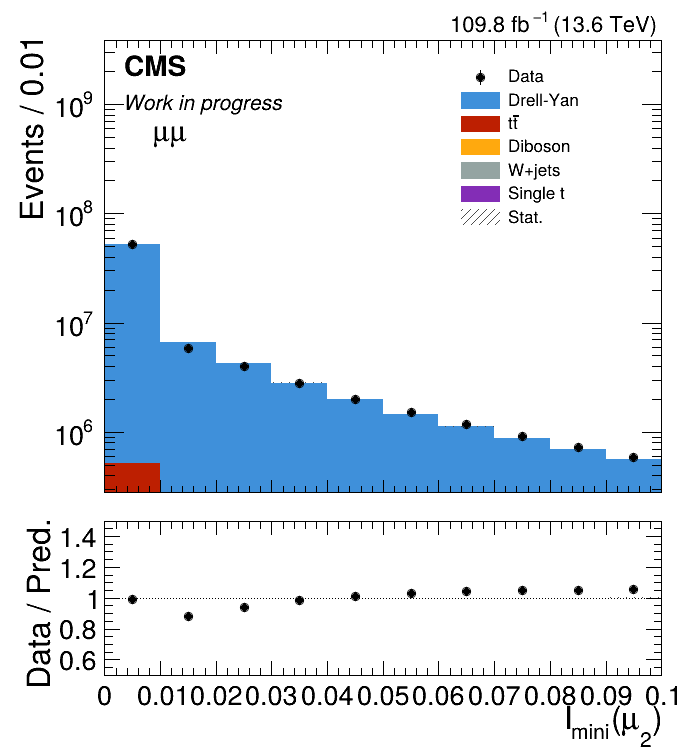 109.8 fb⁻¹ (13.6 TeV)
CMS
Work in progress
μμ
Data
Drell-Yan
tt̄
Diboson
W+jets
Single t
Stat.
Events / 0.01
10⁹
10⁸
10⁷
10⁶
Data / Pred.
1.4
1.2
1
0.8
0.6
0 0.01 0.02 0.03 0.04 0.05 0.06 0.07 0.08 0.09 0.1
I_mini(μ₂)